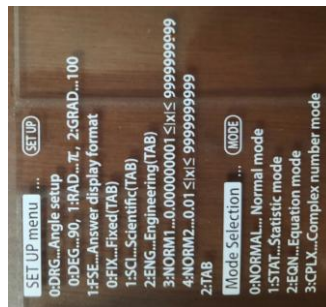 SET UP menu ... SET UP
0:DRG...Angle setup
0:DEG...90, 1:RAD...π, 2:GRAD...100
1:FSE...Answer display format
0:FIX...Fixed(TAB)
1:SCI...Scientific(TAB)
2:ENG...Engineering(TAB)
3:NORM1...0.000000001 ≤|x|≤ 9999999999
4:NORM2...0.01 ≤|x|≤ 9999999999
2:TAB
Mode Selection ... MODE
0:NORMAL... Normal mode
1:STAT...Statistic mode
2:EQN...Equation mode
3:CPLX...Complex number mode